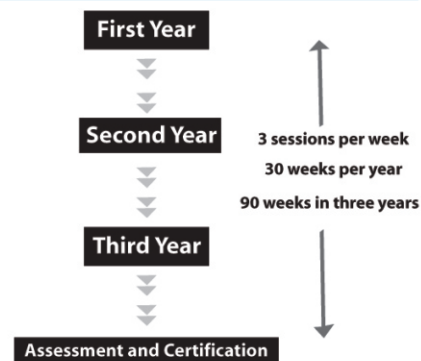 First Year
Second Year
3 sessions per week
30 weeks per year
90 weeks in three years
Third Year
Assessment and Certification